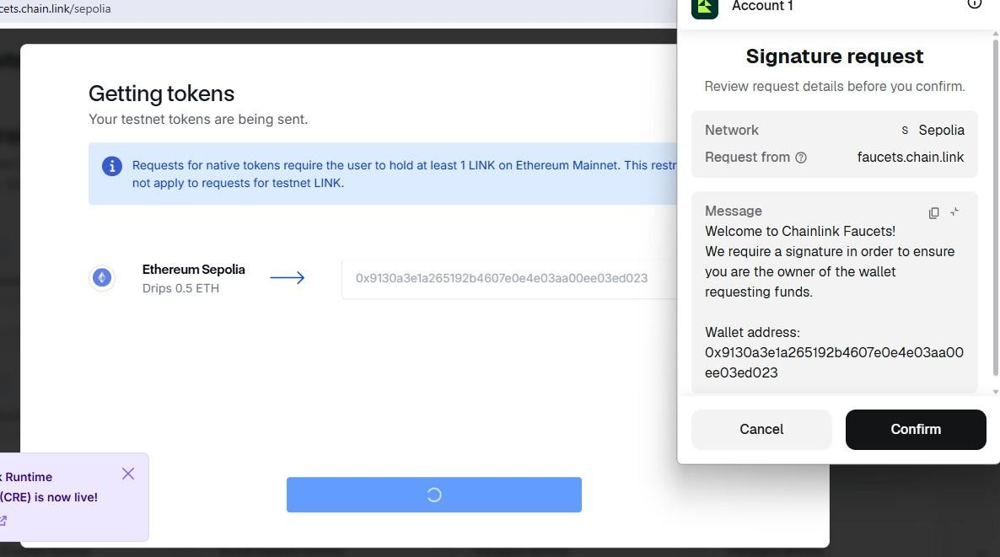 cets.chain.link/sepolia
Account 1
Getting tokens
Your testnet tokens are being sent.
Requests for native tokens require the user to hold at least 1 LINK on Ethereum Mainnet. This restr
not apply to requests for testnet LINK.
Ethereum Sepolia
Drips 0.5 ETH
0x9130a3e1a265192b4607e0e4e03aa00ee03ed023
Runtime
(CRE) is now live!
Signature request
Review request details before you confirm.
Network
S Sepolia
Request from
faucets.chain.link
Message
Welcome to Chainlink Faucets!
We require a signature in order to ensure
you are the owner of the wallet
requesting funds.
Wallet address:
0x9130a3e1a265192b4607e0e4e03aa00
ee03ed023
Cancel
Confirm